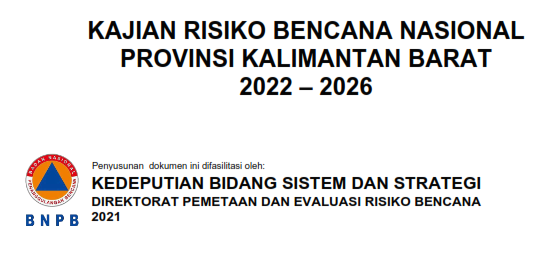 KAJIAN RISIKO BENCANA NASIONAL
PROVINSI KALIMANTAN BARAT
2022 – 2026
BADAN NASIONAL
PENANGGULANGAN BENCANA
BNPB
Penyusunan dokumen ini difasilitasi oleh:
KEDEPUTIAN BIDANG SISTEM DAN STRATEGI
DIREKTORAT PEMETAAN DAN EVALUASI RISIKO BENCANA
2021